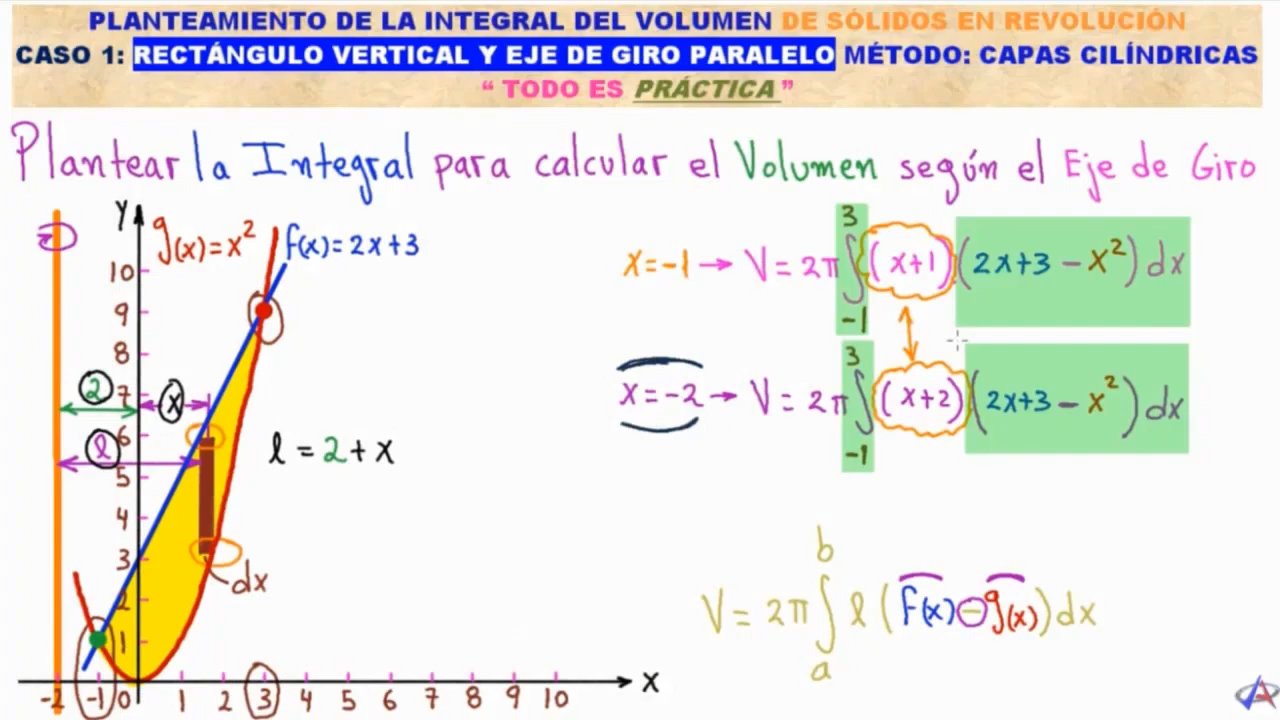 PLANTEAMIENTO DE LA INTEGRAL DEL VOLUMEN DE SÓLIDOS EN REVOLUCIÓN
CASO 1: RECTÁNGULO VERTICAL Y EJE DE GIRO PARALELO MÉTODO: CAPAS CILÍNDRICAS
“ TODO ES PRÁCTICA ”
Plantear la Integral para calcular el Volumen según el Eje de Giro
Y
g(x)=x²
f(x)=2x+3
10
9
8
7
6
5
4
3
2
1
2
x
l
l = 2+x
dx
-2 -1 0 1 2 3 4 5 6 7 8 9 10 X
x=-1 → V=2π∫₋₁³ (x+1)(2x+3-x²)dx
x=-2 → V=2π∫₋₁³ (x+2)(2x+3-x²)dx
b
V=2π∫ l (f(x)-g(x))dx
a